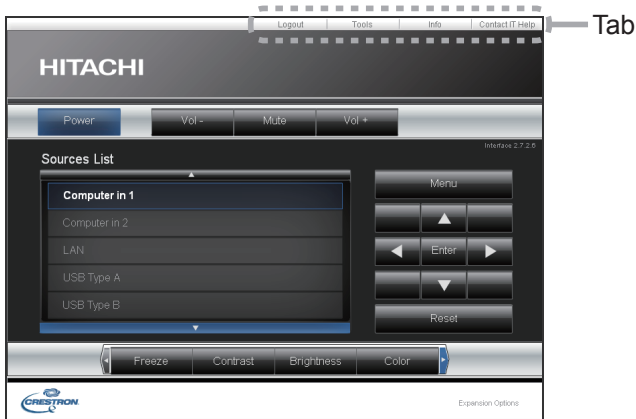 Logout Tools Info Contact IT Help
Tab
HITACHI
Power Vol - Mute Vol +
Interface 2.7.2.6
Sources List
Computer in 1
Computer in 2
LAN
USB Type A
USB Type B
Menu
Enter
Reset
Freeze Contrast Brightness Color
CRESTRON
Expansion Options